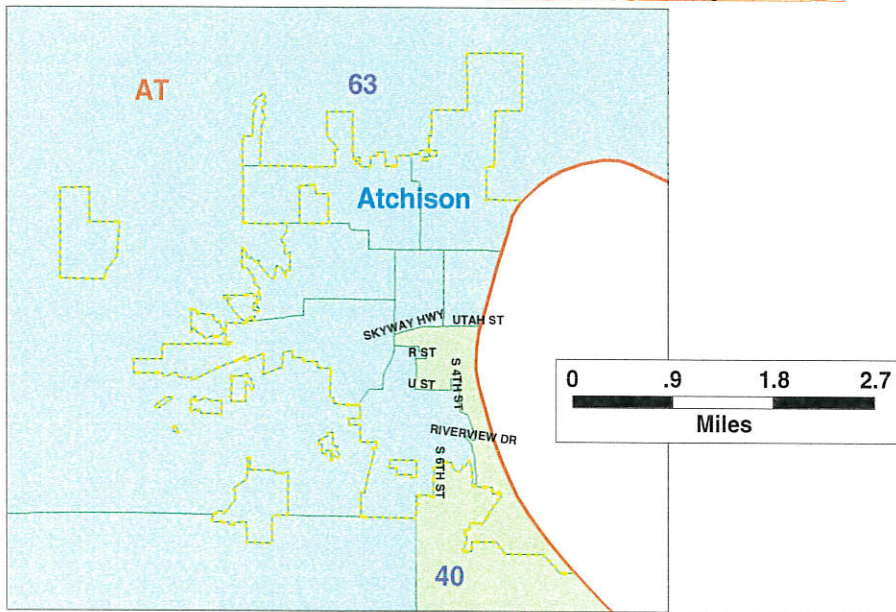 AT
63
Atchison
SKYWAY HWY
UTAH ST
R ST
U ST
S 4TH ST
RIVERVIEW DR
S 6TH ST
40
0 .9 1.8 2.7
Miles